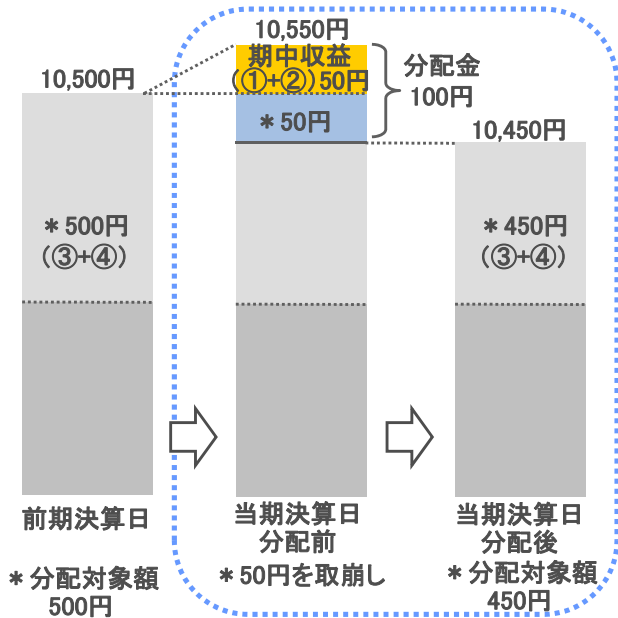 10,500円
＊500円
（③+④）
前期決算日
＊分配対象額
500円
10,550円
期中収益
（①+②）50円
＊50円
分配金
100円
当期決算日
分配前
＊50円を取崩し
10,450円
＊450円
（③+④）
当期決算日
分配後
＊分配対象額
450円